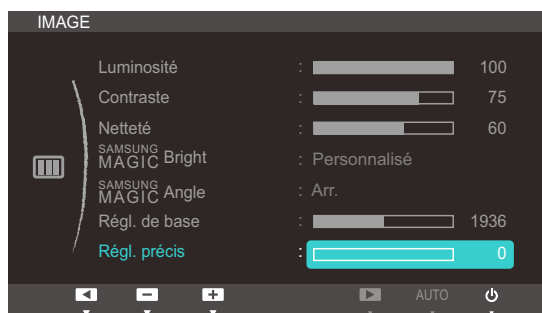 IMAGE
Luminosité : 100
Contraste : 75
Netteté : 60
SAMSUNG MAGIC Bright : Personnalisé
SAMSUNG MAGIC Angle : Arr.
Régl. de base : 1936
Régl. précis : 0
AUTO